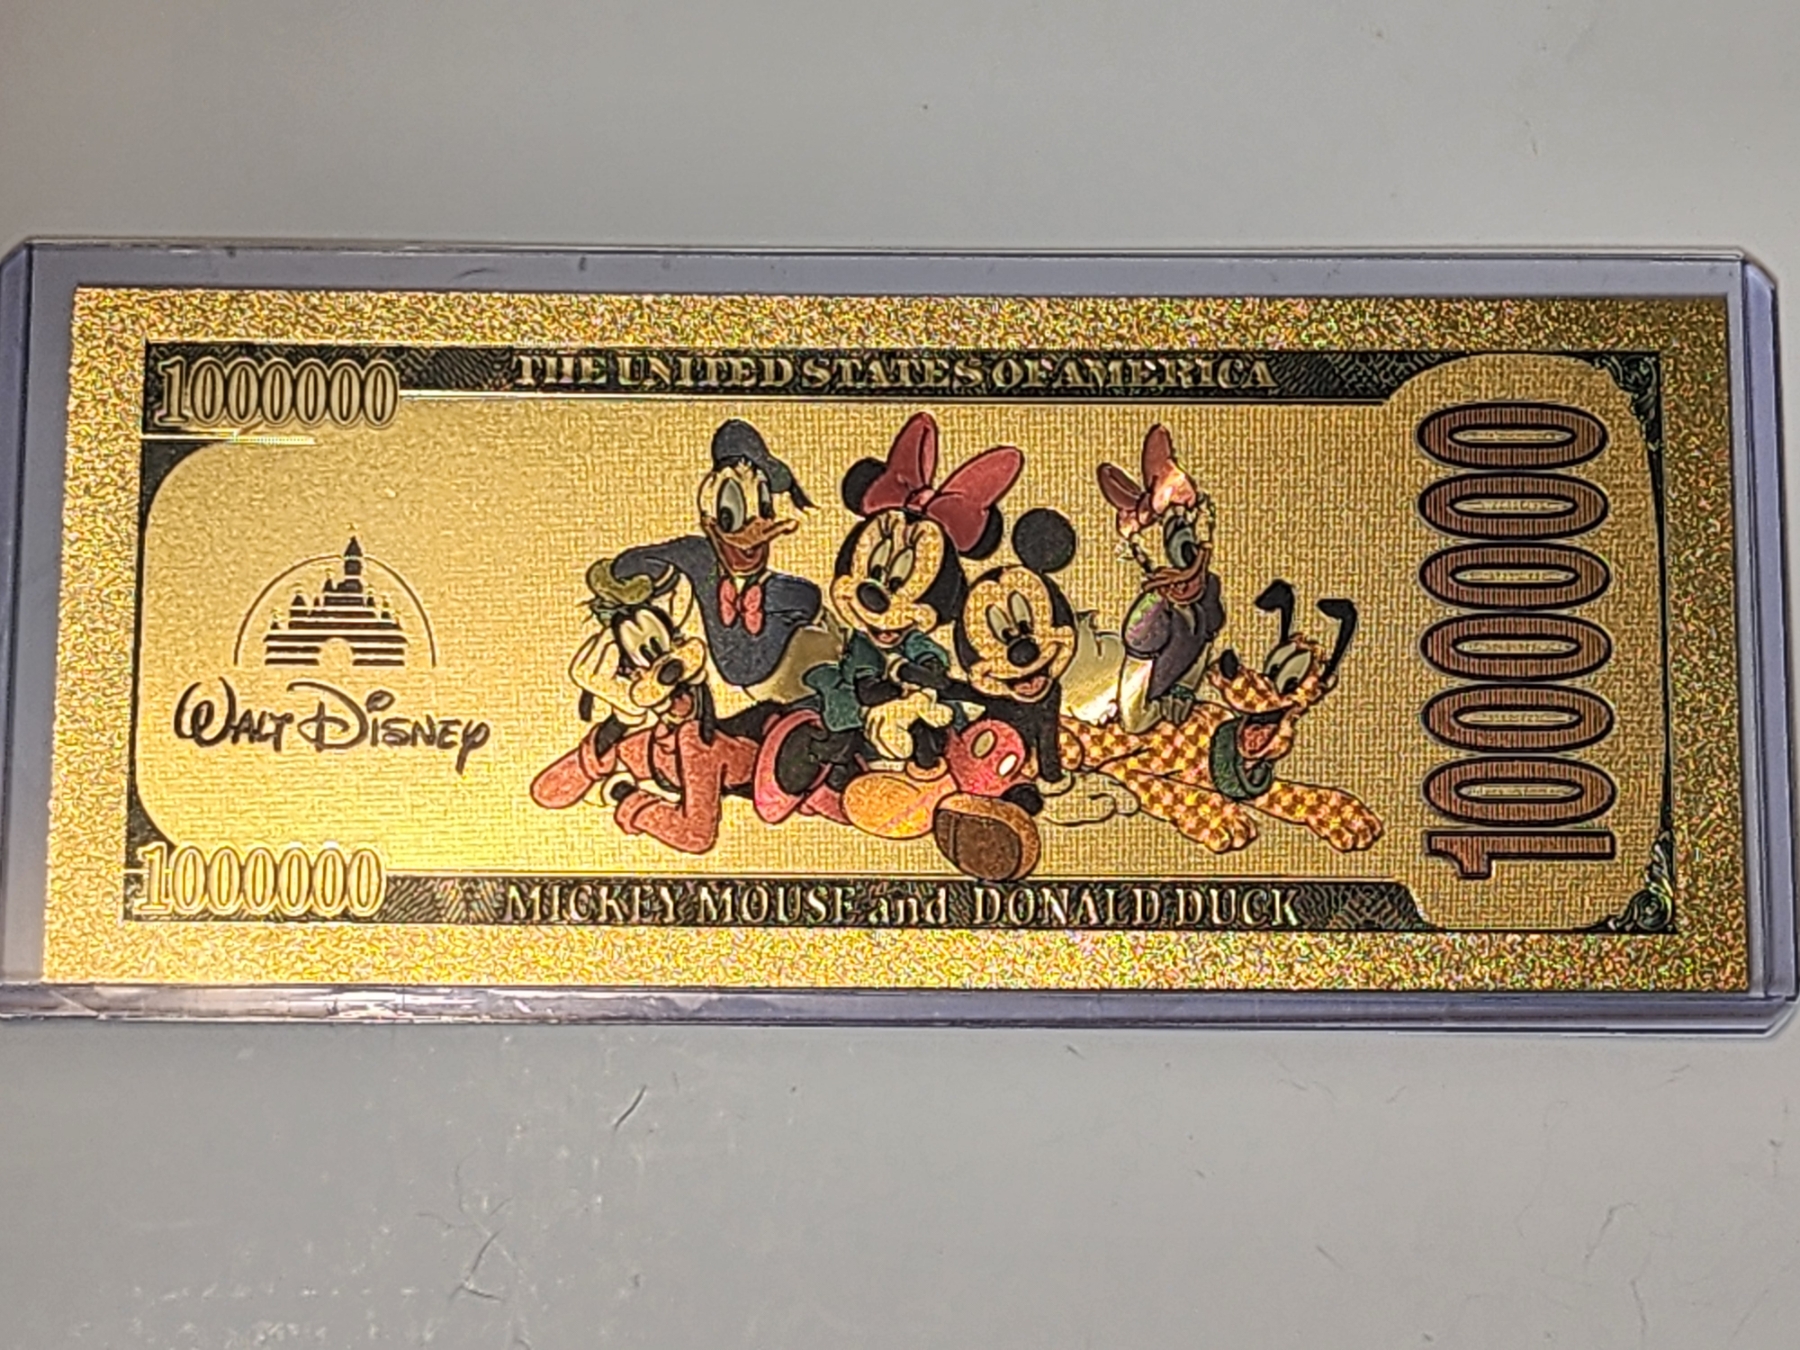 1000000
THE UNITED STATES OF AMERICA
WALT DISNEY
1000000
1000000
MICKEY MOUSE and DONALD DUCK